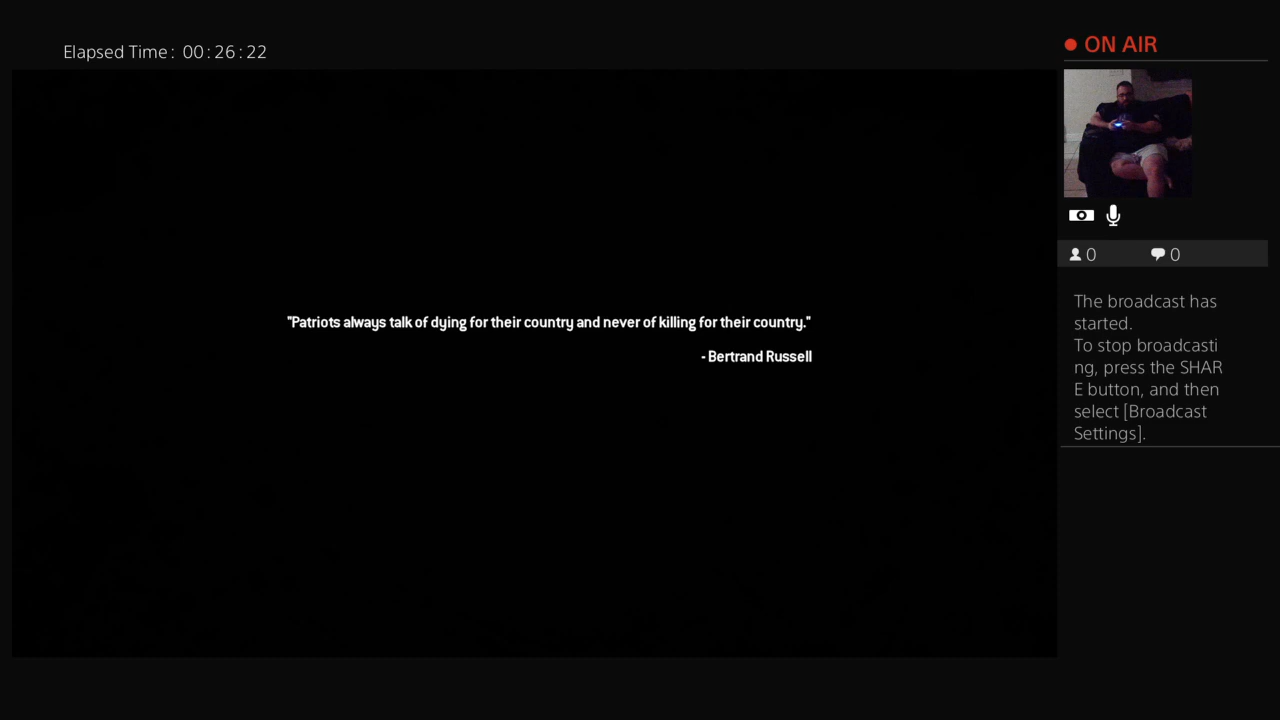 Elapsed Time: 00:26:22
ON AIR
0 0
"Patriots always talk of dying for their country and never of killing for their country."
- Bertrand Russell
The broadcast has
started.
To stop broadcasti
ng, press the SHAR
E button, and then
select [Broadcast
Settings].